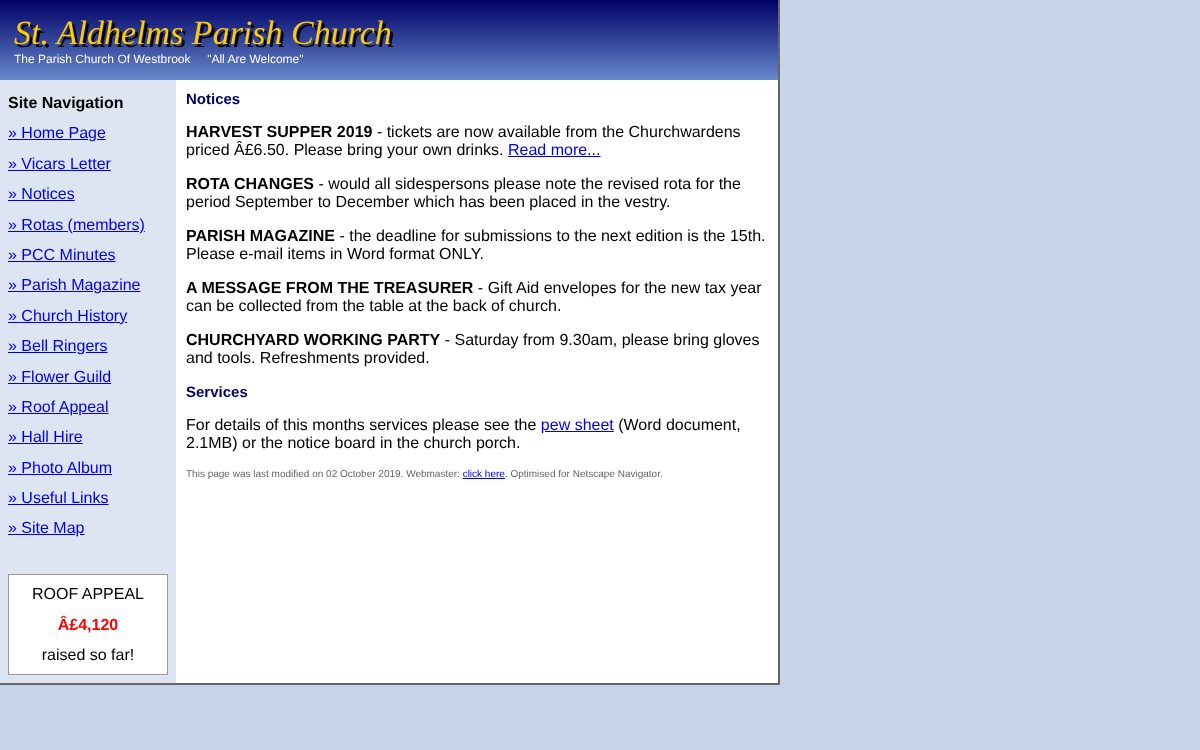 St. Aldhelms Parish Church
The Parish Church Of Westbrook "All Are Welcome"
Site Navigation
» Home Page
» Vicars Letter
» Notices
» Rotas (members)
» PCC Minutes
» Parish Magazine
» Church History
» Bell Ringers
» Flower Guild
» Roof Appeal
» Hall Hire
» Photo Album
» Useful Links
» Site Map
ROOF APPEAL
Â£4,120
raised so far!
Notices
HARVEST SUPPER 2019 - tickets are now available from the Churchwardens
priced Â£6.50. Please bring your own drinks. Read more...
ROTA CHANGES - would all sidespersons please note the revised rota for the
period September to December which has been placed in the vestry.
PARISH MAGAZINE - the deadline for submissions to the next edition is the 15th.
Please e-mail items in Word format ONLY.
A MESSAGE FROM THE TREASURER - Gift Aid envelopes for the new tax year
can be collected from the table at the back of church.
CHURCHYARD WORKING PARTY - Saturday from 9.30am, please bring gloves
and tools. Refreshments provided.
Services
For details of this months services please see the pew sheet (Word document,
2.1MB) or the notice board in the church porch.
This page was last modified on 02 October 2019. Webmaster: click here. Optimised for Netscape Navigator.